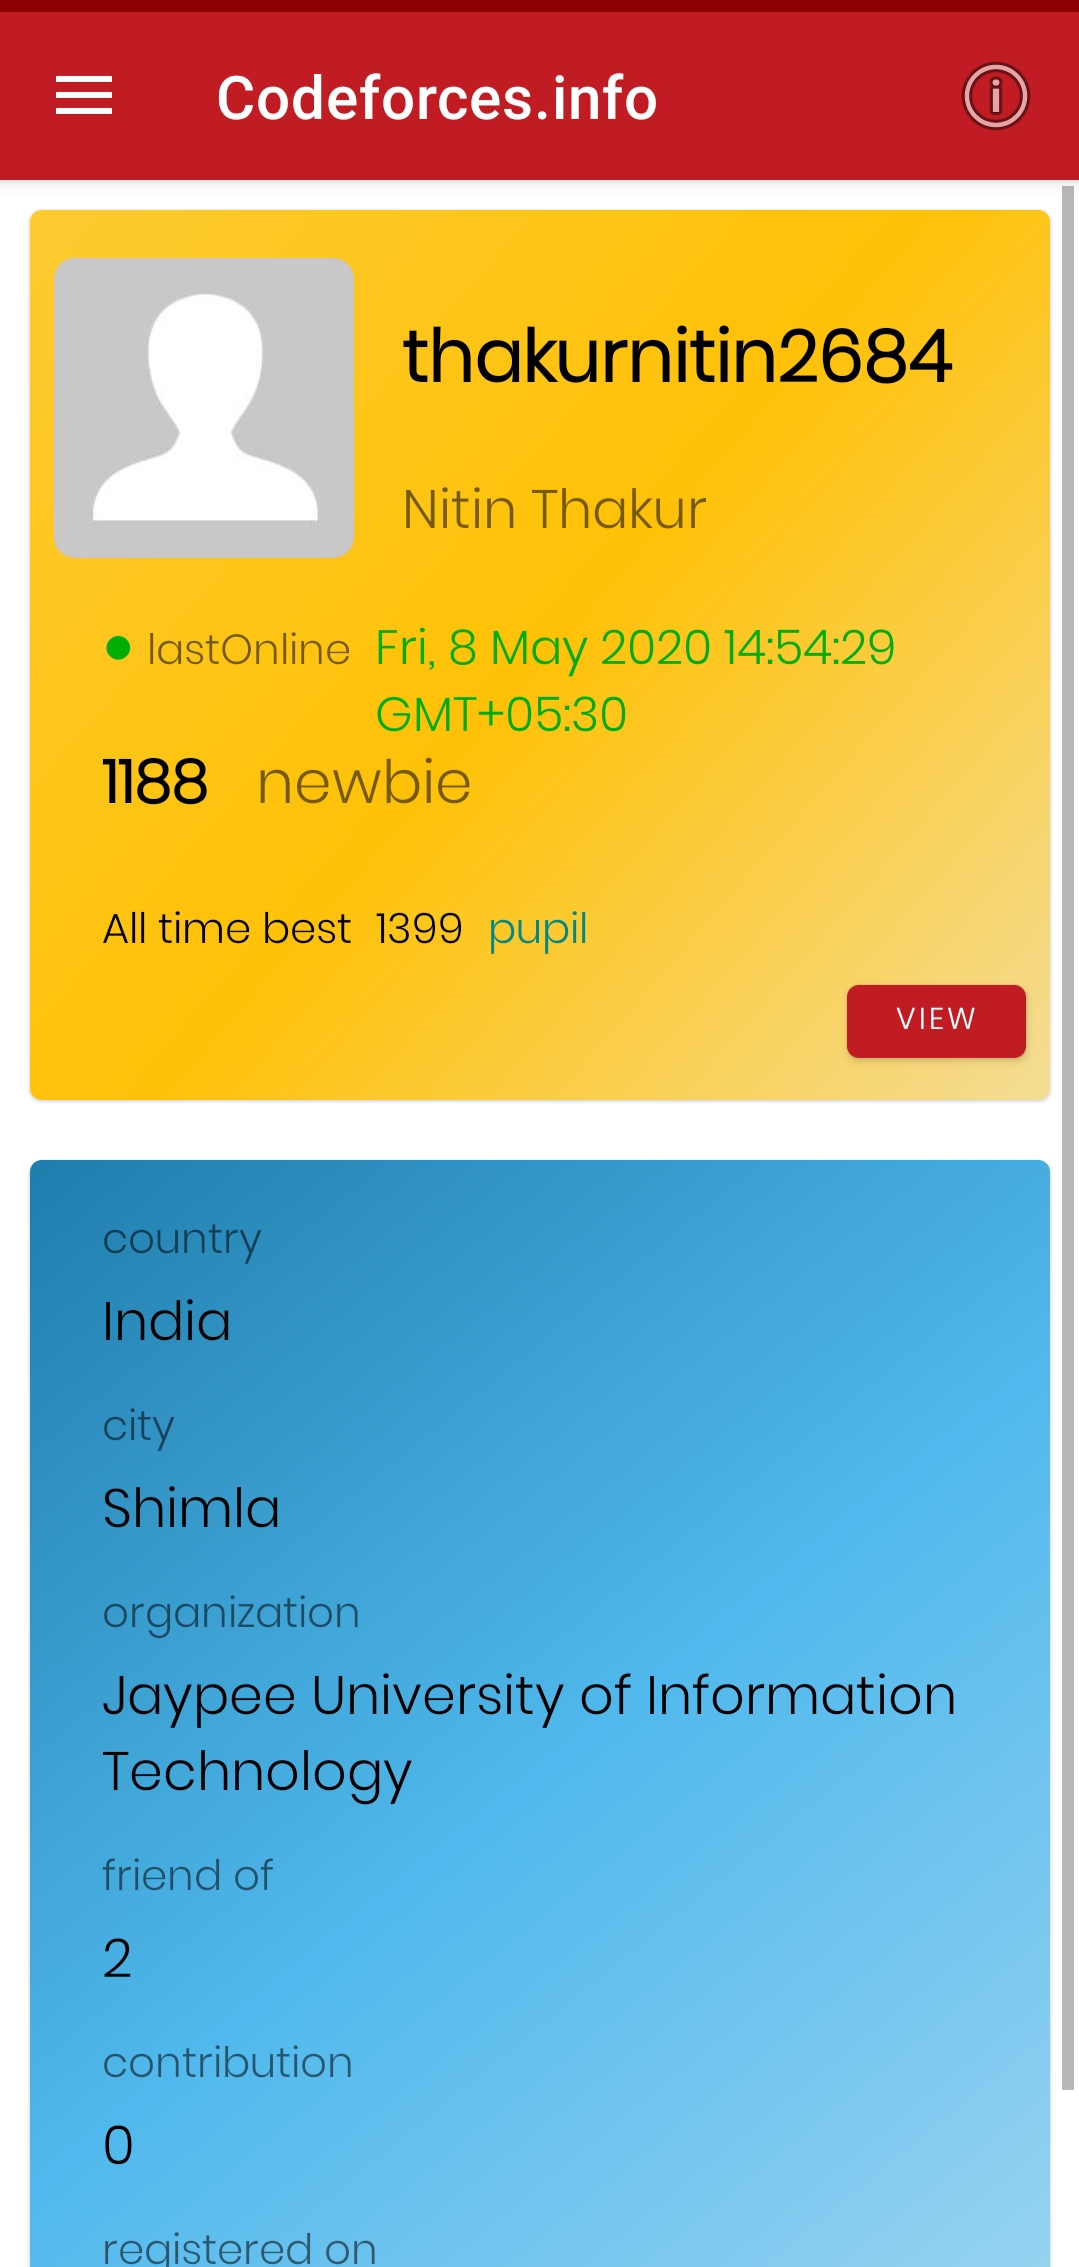 Codeforces.info
thakurnitin2684
Nitin Thakur
lastOnline Fri, 8 May 2020 14:54:29
GMT+05:30
1188 newbie
All time best 1399 pupil
VIEW
country
India
city
Shimla
organization
Jaypee University of Information
Technology
friend of
2
contribution
0
registered on